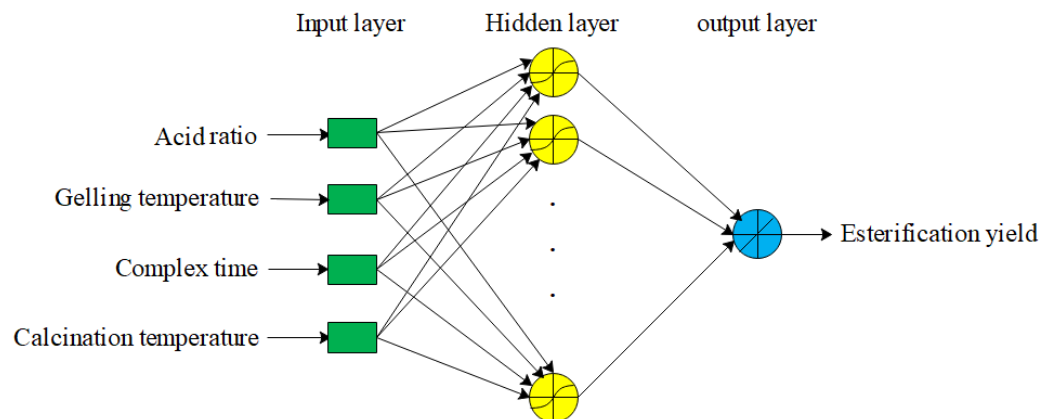 Input layer
Hidden layer
output layer
Acid ratio
Gelling temperature
Complex time
Calcination temperature
Esterification yield